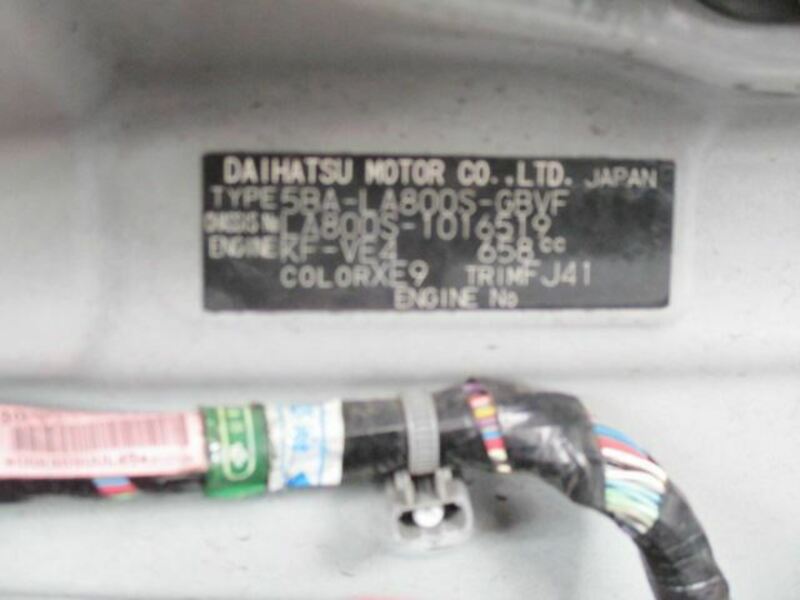 DAIHATSU MOTOR CO.,LTD. JAPAN
TYPE 5BA-LA800S-GBVF
CHASSIS No LA800S-1016519
ENGINE KF-VE4 658cc
COLOR XE9 TRIM FJ41
ENGINE No